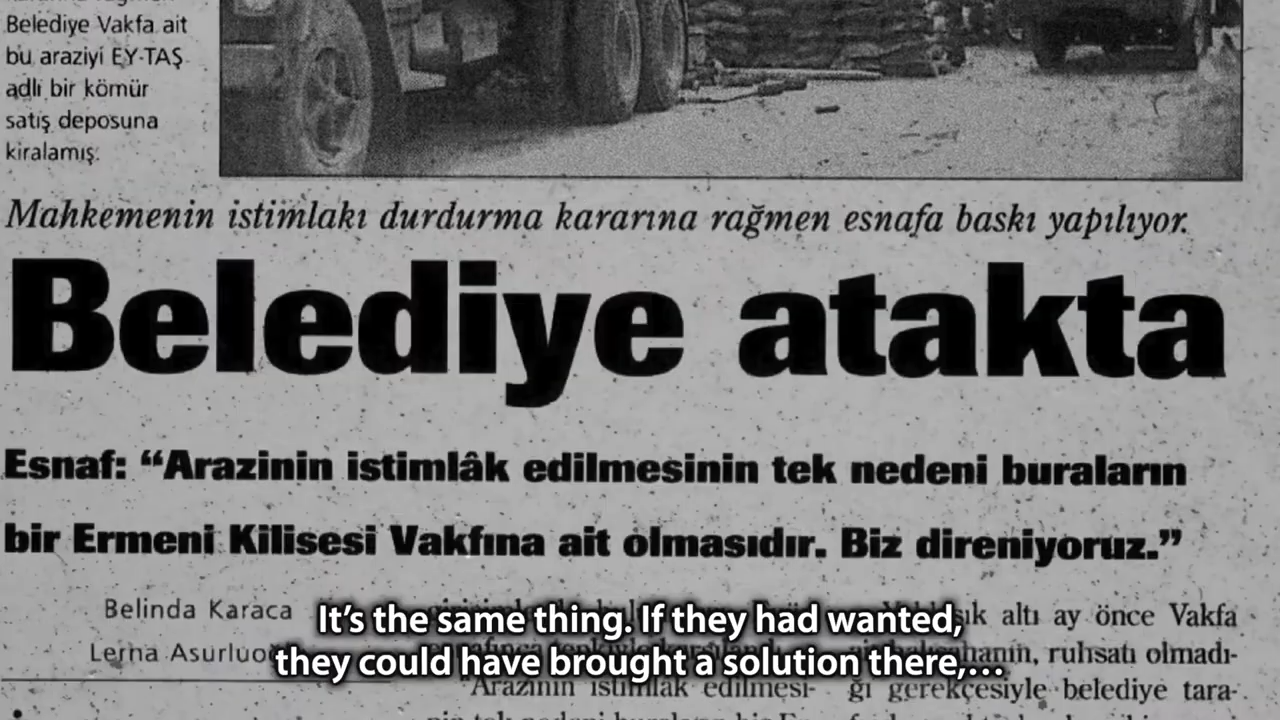 Belediye Vakfa ait
bu araziyi EY-TAŞ
adlı bir kömür
satış deposuna
kiralamış.
Mahkemenin istimlakı durdurma kararına rağmen esnafa baskı yapılıyor.
Belediye atakta
Esnaf: “Arazinin istimlâk edilmesinin tek nedeni buraların
bir Ermeni Kilisesi Vakfına ait olmasıdır. Biz direniyoruz.”
Belinda Karaca
Lerna
"Arazinin istimlak edilmesi-
altı ay önce Vakfa
ruhsatı olmadı-
ğı gerekçesiyle belediye tara-
It’s the same thing. If they had wanted,
they could have brought a solution there,…